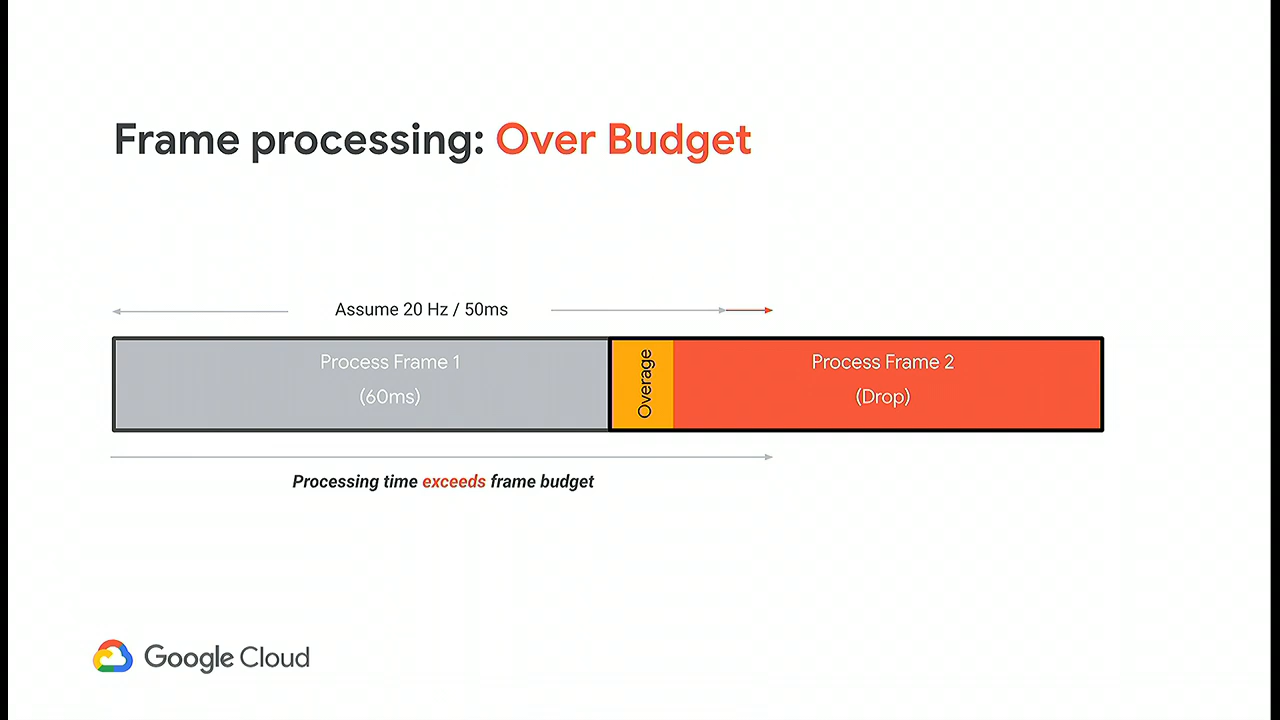 Frame processing: Over Budget
Assume 20 Hz / 50ms
Process Frame 1
(60ms)
Overage
Process Frame 2
(Drop)
Processing time exceeds frame budget
Google Cloud